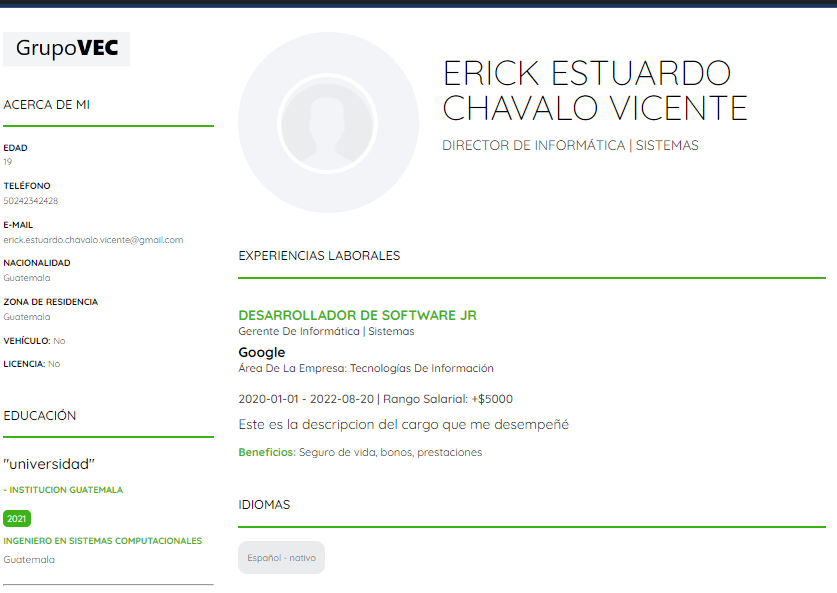 GrupoVEC
ACERCA DE MI
EDAD
19
TELÉFONO
50242342428
E-MAIL
erick.estuardo.chavalo.vicente@gmail.com
NACIONALIDAD
Guatemala
ZONA DE RESIDENCIA
Guatemala
VEHÍCULO: No
LICENCIA: No
EDUCACIÓN
"universidad"
- INSTITUCION GUATEMALA
2021
INGENIERO EN SISTEMAS COMPUTACIONALES
Guatemala
ERICK ESTUARDO
CHAVALO VICENTE
DIRECTOR DE INFORMÁTICA | SISTEMAS
EXPERIENCIAS LABORALES
DESARROLLADOR DE SOFTWARE JR
Gerente De Informática | Sistemas
Google
Área De La Empresa: Tecnologías De Información
2020-01-01 - 2022-08-20 | Rango Salarial: +$5000
Este es la descripcion del cargo que me desempeñé
Beneficios: Seguro de vida, bonos, prestaciones
IDIOMAS
Español - nativo